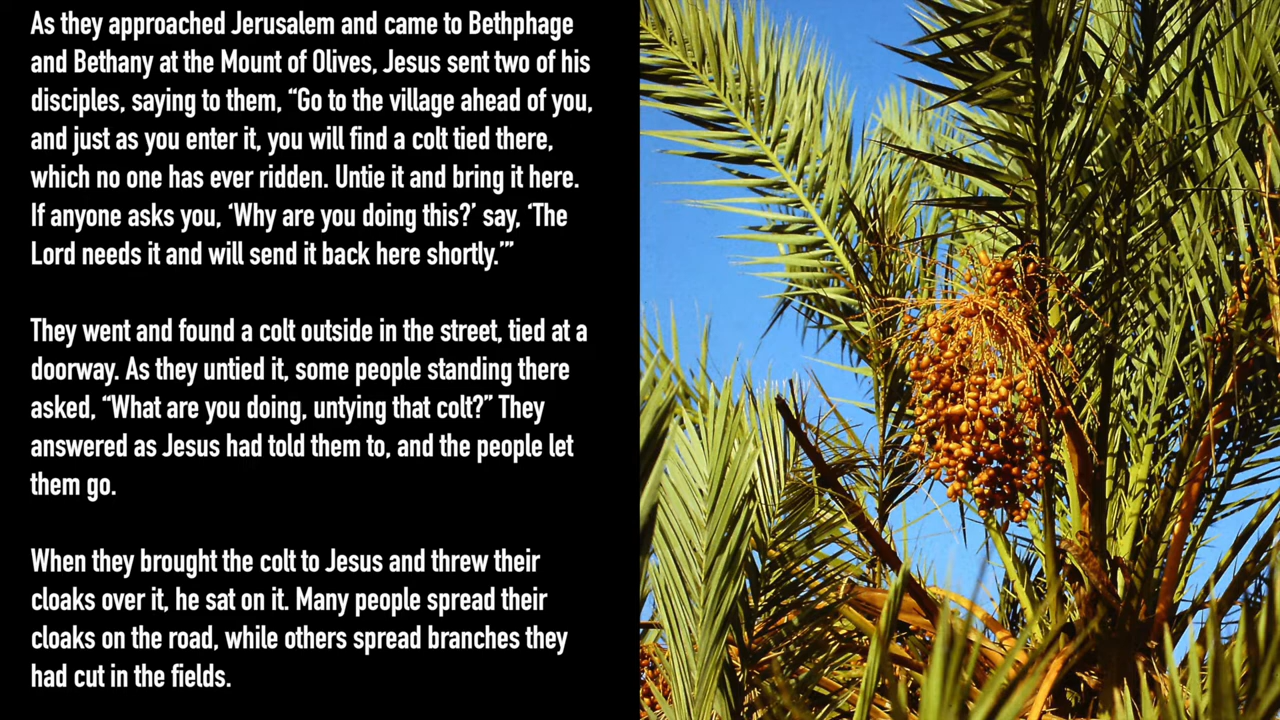 As they approached Jerusalem and came to Bethphage
and Bethany at the Mount of Olives, Jesus sent two of his
disciples, saying to them, “Go to the village ahead of you,
and just as you enter it, you will find a colt tied there,
which no one has ever ridden. Untie it and bring it here.
If anyone asks you, ‘Why are you doing this?’ say, ‘The
Lord needs it and will send it back here shortly.’”
They went and found a colt outside in the street, tied at a
doorway. As they untied it, some people standing there
asked, “What are you doing, untying that colt?” They
answered as Jesus had told them to, and the people let
them go.
When they brought the colt to Jesus and threw their
cloaks over it, he sat on it. Many people spread their
cloaks on the road, while others spread branches they
had cut in the fields.